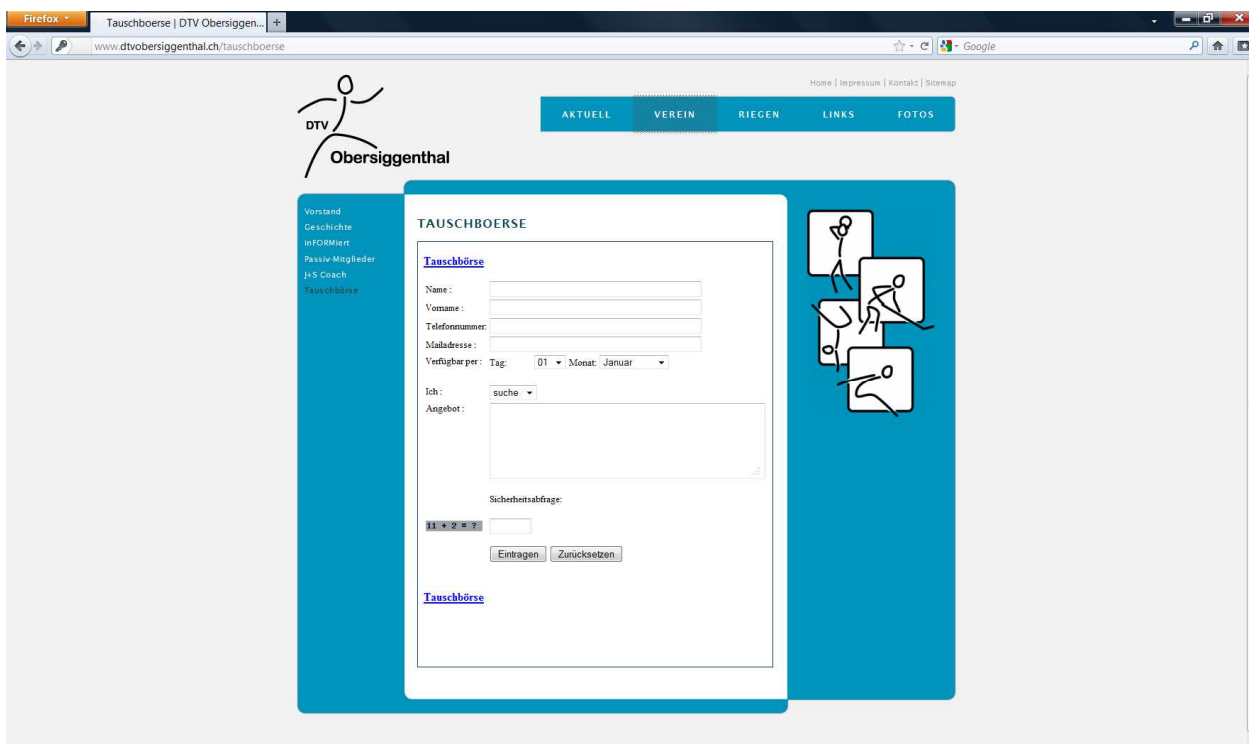 Firefox
Tauschboerse | DTV Obersiggen... +
www.dtvobersiggenthal.ch/tauschboerse
Google
Home | Impressum | Kontakt | Sitemap
AKTUELL VEREIN RIEGEN LINKS FOTOS
DTV
Obersiggenthal
Vorstand
Geschichte
inFORMiert
Passiv-Mitglieder
J+S Coach
Tauschbörse
TAUSCHBOERSE
Tauschbörse
Name :
Vorname :
Telefonnummer:
Mailadresse :
Verfügbar per : Tag: 01 Monat: Januar
Ich : suche
Angebot :
Sicherheitsabfrage:
11 + 2 = ?
Eintragen Zurücksetzen
Tauschbörse